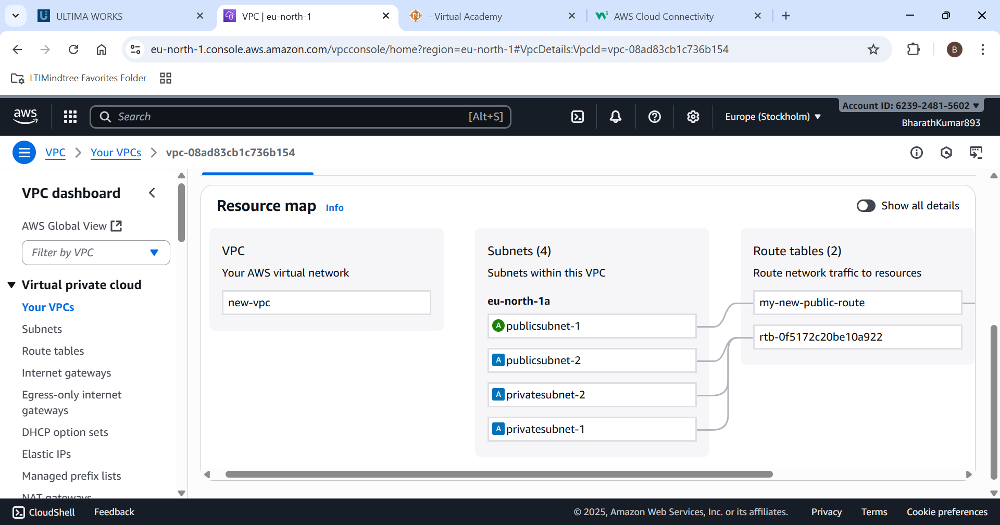 ULTIMA WORKS
VPC | eu-north-1
- Virtual Academy
AWS Cloud Connectivity
eu-north-1.console.aws.amazon.com/vpcconsole/home?region=eu-north-1#VpcDetails:VpcId=vpc-08ad83cb1c736b154
B
LTIMindtree Favorites Folder
aws
Search
[Alt+S]
Europe (Stockholm)
Account ID: 6239-2481-5602
BharathKumar893
VPC
Your VPCs
vpc-08ad83cb1c736b154
VPC dashboard
AWS Global View
Filter by VPC
Virtual private cloud
Your VPCs
Subnets
Route tables
Internet gateways
Egress-only internet
gateways
DHCP option sets
Elastic IPs
Managed prefix lists
NAT gateways
Resource map Info
Show all details
VPC
Your AWS virtual network
new-vpc
Subnets (4)
Subnets within this VPC
eu-north-1a
A publicsubnet-1
A publicsubnet-2
A privatesubnet-2
A privatesubnet-1
Route tables (2)
Route network traffic to resources
my-new-public-route
rtb-0f5172c20be10a922
CloudShell
Feedback
© 2025, Amazon Web Services, Inc. or its affiliates.
Privacy
Terms
Cookie preferences